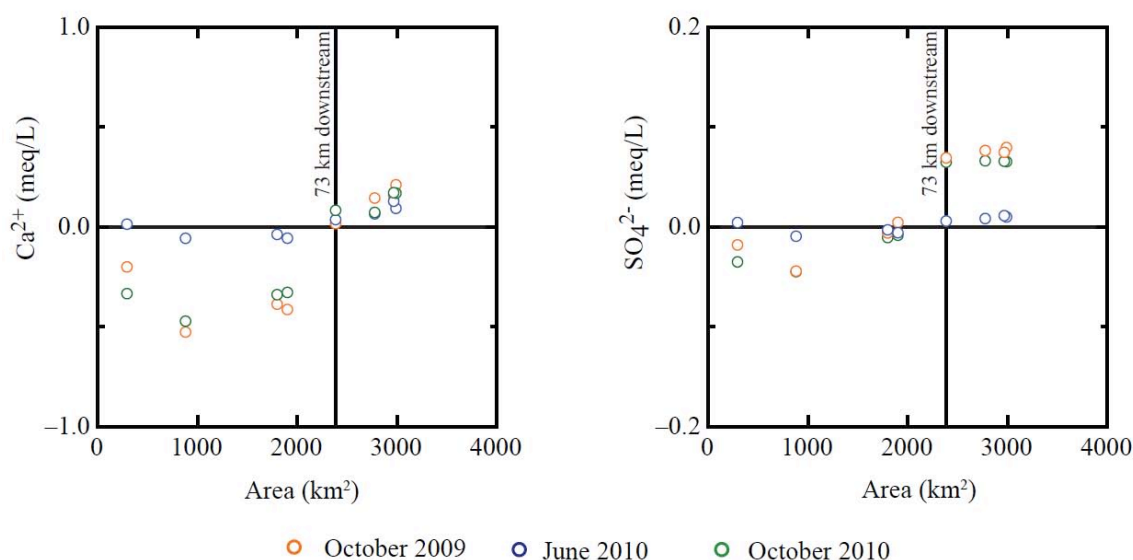 1.0
0.0
–1.0
Ca²⁺ (meq/L)
73 km downstream
0
1000
2000
3000
4000
Area (km²)
0.2
0.0
–0.2
SO₄²⁻ (meq/L)
73 km downstream
0
1000
2000
3000
4000
Area (km²)
October 2009
June 2010
October 2010